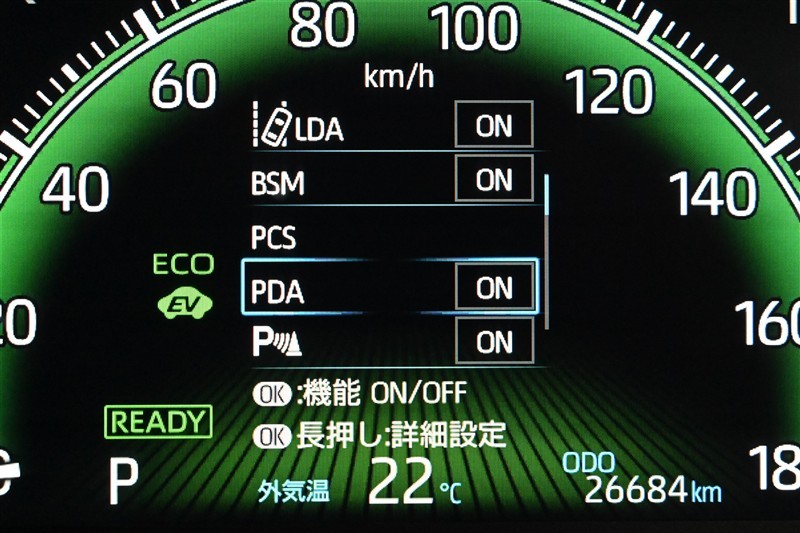 80
100
km/h
60
120
LDA ON
40
BSM ON
140
PCS
ECO
EV
PDA ON
20
160
P ON
OK:機能 ON/OFF
READY
OK長押し:詳細設定
P
外気温 22℃
ODO
26684km